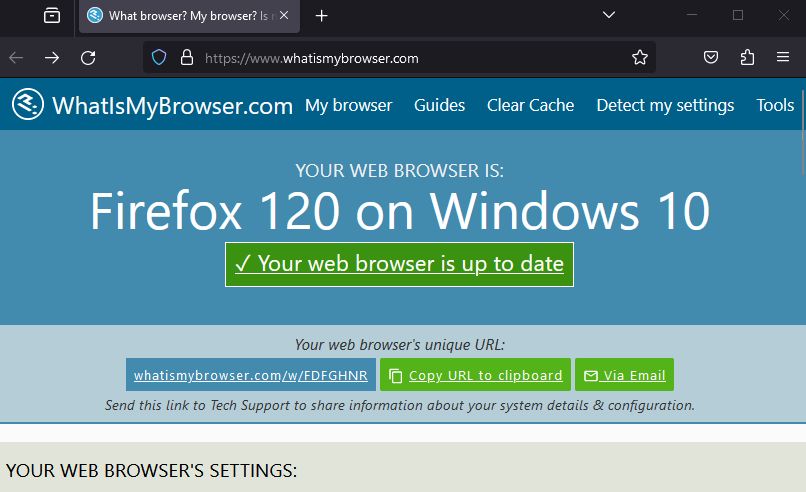 What browser? My browser? Is
https://www.whatismybrowser.com
WhatIsMyBrowser.com My browser Guides Clear Cache Detect my settings Tools
YOUR WEB BROWSER IS:
Firefox 120 on Windows 10
✓ Your web browser is up to date
Your web browser's unique URL:
whatismybrowser.com/w/FDFGHNR Copy URL to clipboard Via Email
Send this link to Tech Support to share information about your system details & configuration.
YOUR WEB BROWSER'S SETTINGS: